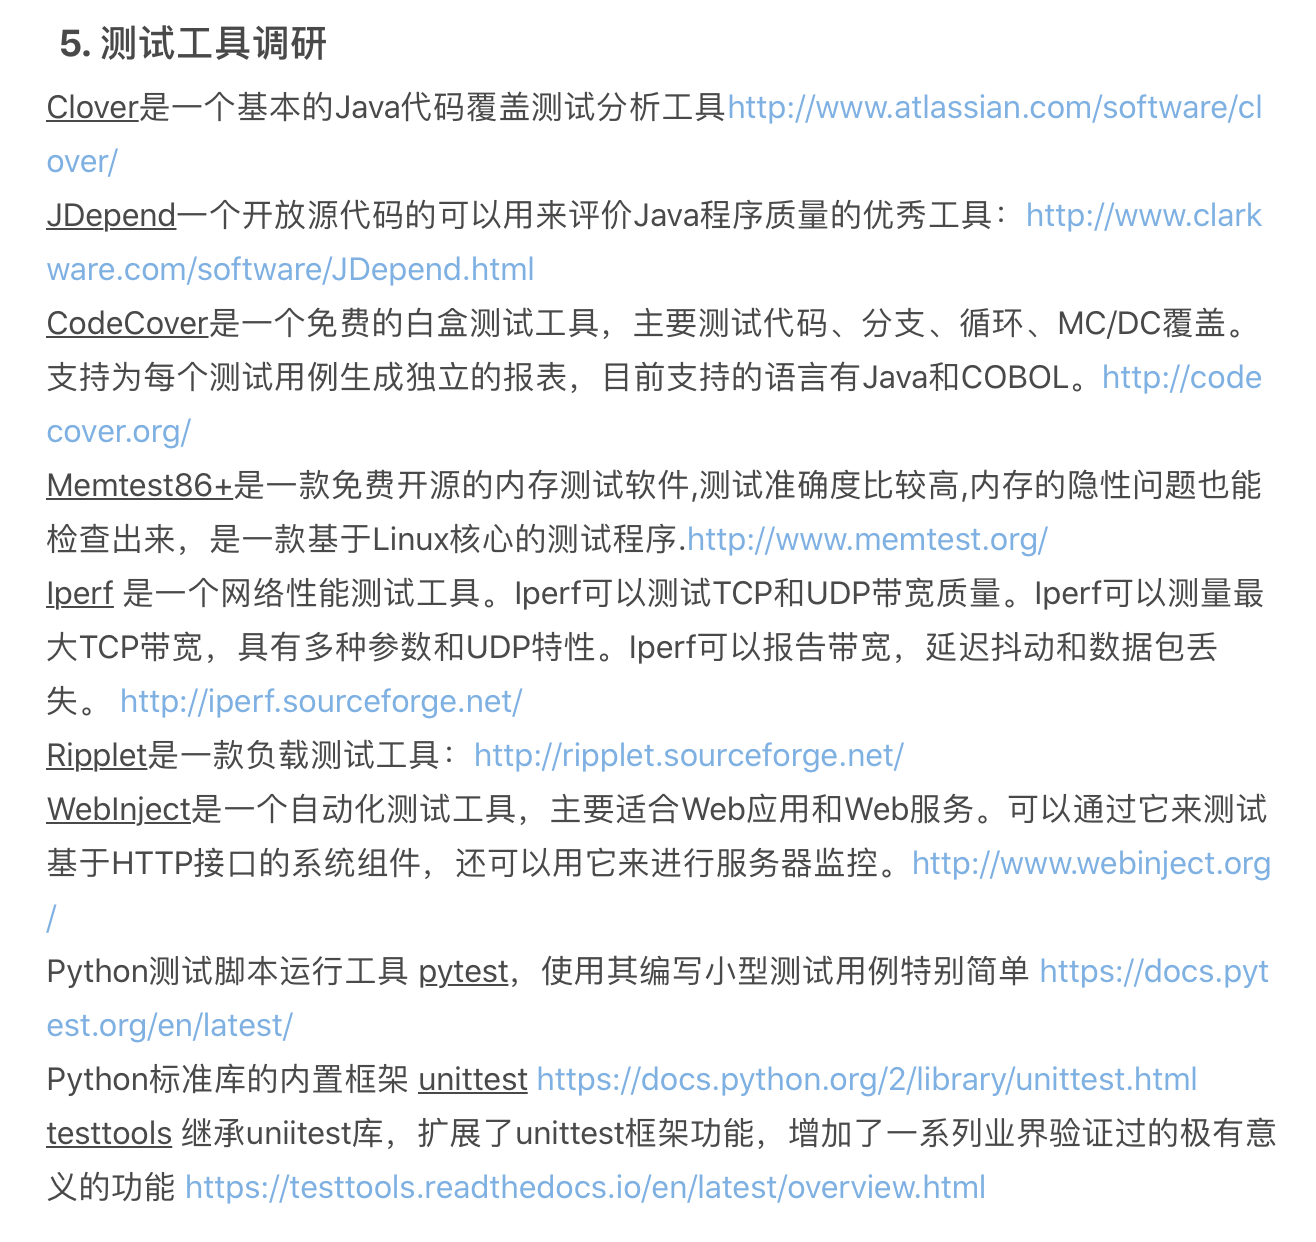 5. 测试工具调研
Clover是一个基本的Java代码覆盖测试分析工具http://www.atlassian.com/software/cl
over/
JDepend一个开放源代码的可以用来评价Java程序质量的优秀工具：http://www.clark
ware.com/software/JDepend.html
CodeCover是一个免费的白盒测试工具，主要测试代码、分支、循环、MC/DC覆盖。
支持为每个测试用例生成独立的报表，目前支持的语言有Java和COBOL。http://code
cover.org/
Memtest86+是一款免费开源的内存测试软件,测试准确度比较高,内存的隐性问题也能
检查出来，是一款基于Linux核心的测试程序.http://www.memtest.org/
Iperf 是一个网络性能测试工具。Iperf可以测试TCP和UDP带宽质量。Iperf可以测量最
大TCP带宽，具有多种参数和UDP特性。Iperf可以报告带宽，延迟抖动和数据包丢
失。 http://iperf.sourceforge.net/
Ripplet是一款负载测试工具：http://ripplet.sourceforge.net/
WebInject是一个自动化测试工具，主要适合Web应用和Web服务。可以通过它来测试
基于HTTP接口的系统组件，还可以用它来进行服务器监控。http://www.webinject.org
/
Python测试脚本运行工具 pytest，使用其编写小型测试用例特别简单 https://docs.pyt
est.org/en/latest/
Python标准库的内置框架 unittest https://docs.python.org/2/library/unittest.html
testtools 继承uniitest库，扩展了unittest框架功能，增加了一系列业界验证过的极有意
义的功能 https://testtools.readthedocs.io/en/latest/overview.html